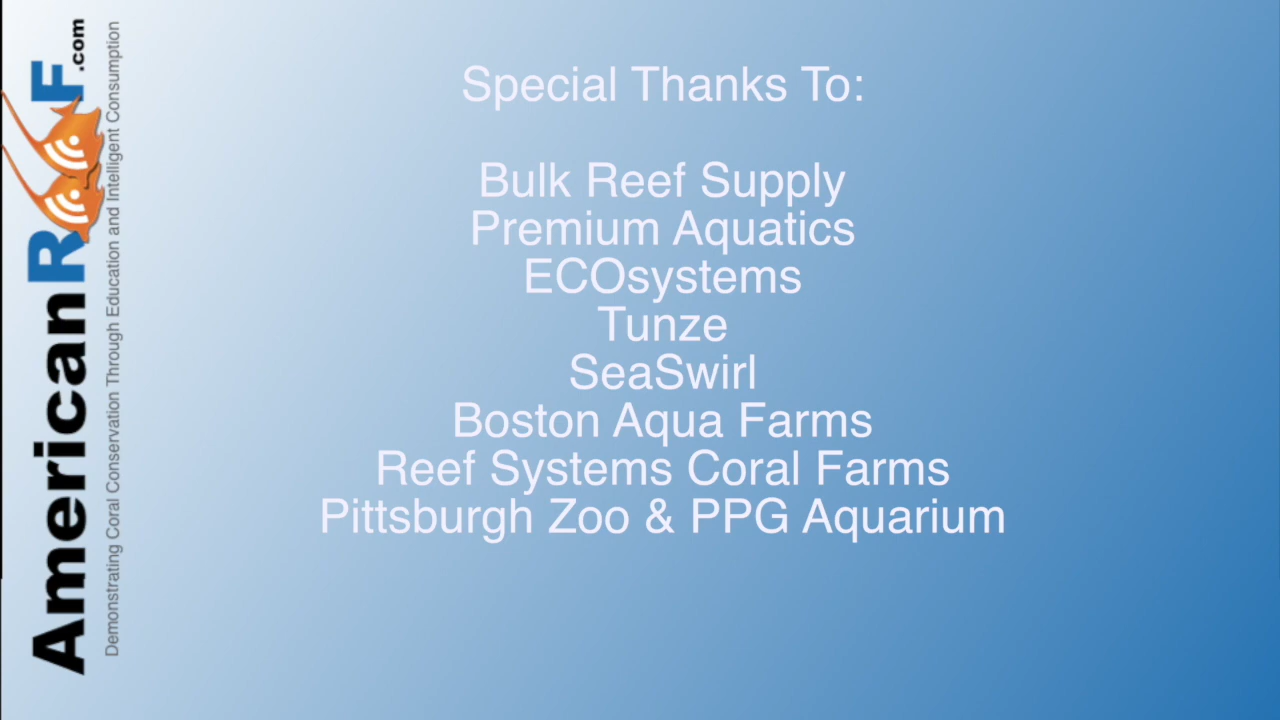 AmericanReeF.com
Demonstrating Coral Conservation Through Education and Intelligent Consumption
Special Thanks To:
Bulk Reef Supply
Premium Aquatics
ECOsystems
Tunze
SeaSwirl
Boston Aqua Farms
Reef Systems Coral Farms
Pittsburgh Zoo & PPG Aquarium